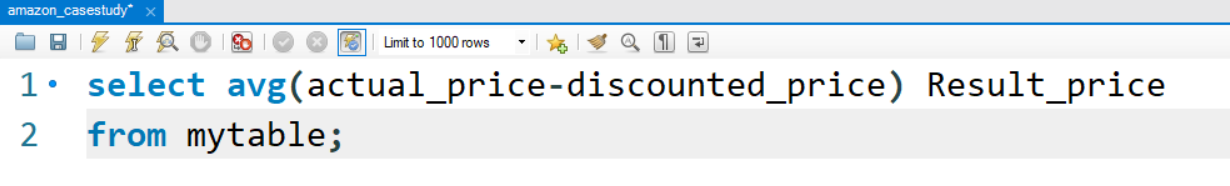 amazon_casestudy*
Limit to 1000 rows
1 select avg(actual_price-discounted_price) Result_price
2 from mytable;